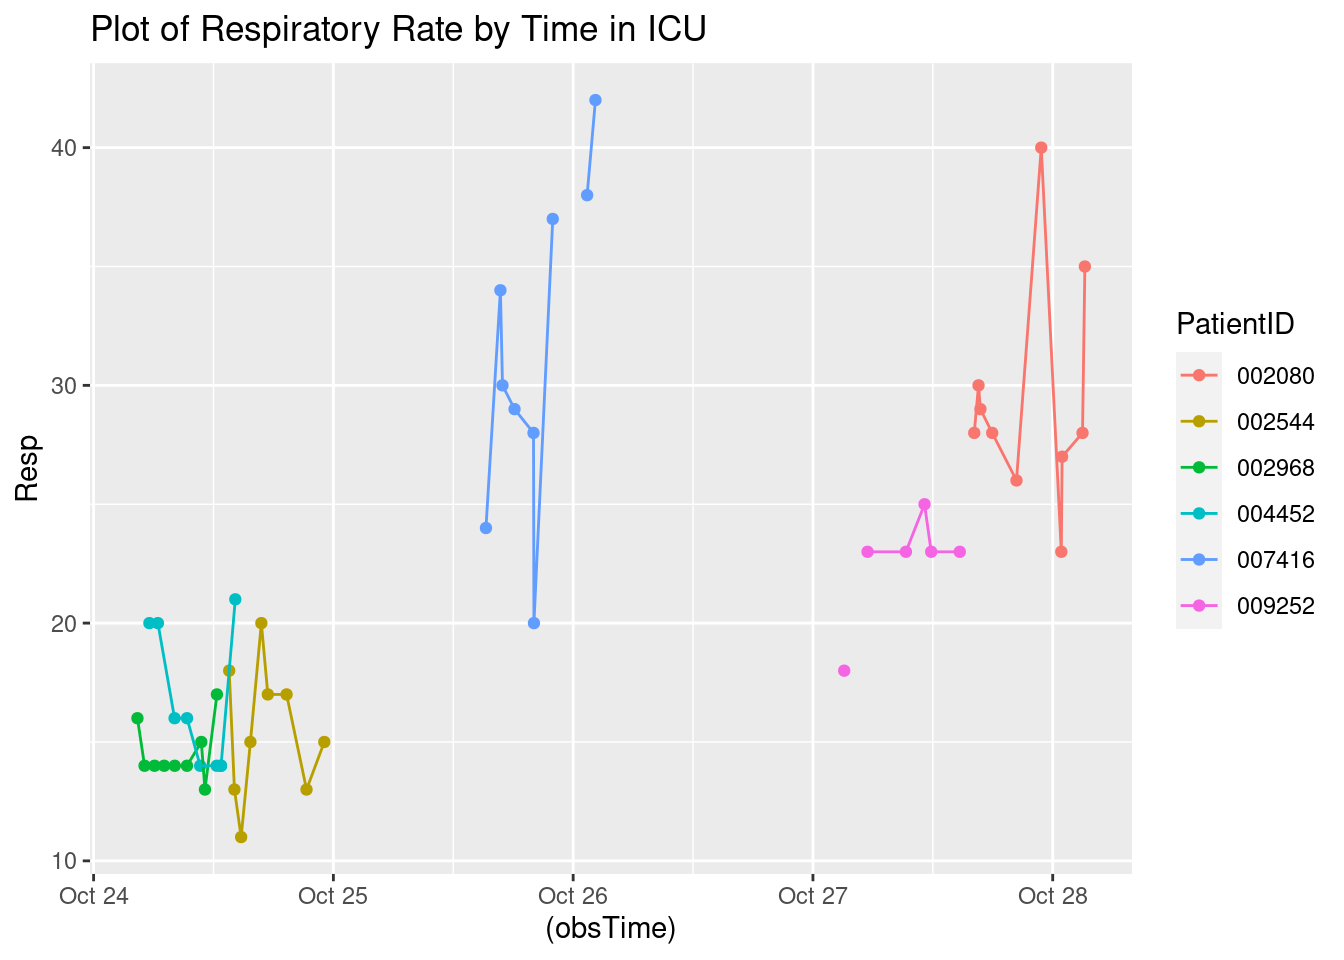 Plot of Respiratory Rate by Time in ICU
40
30
20
10
Resp
Oct 24 Oct 25 Oct 26 Oct 27 Oct 28
(obsTime)
PatientID
002080
002544
002968
004452
007416
009252